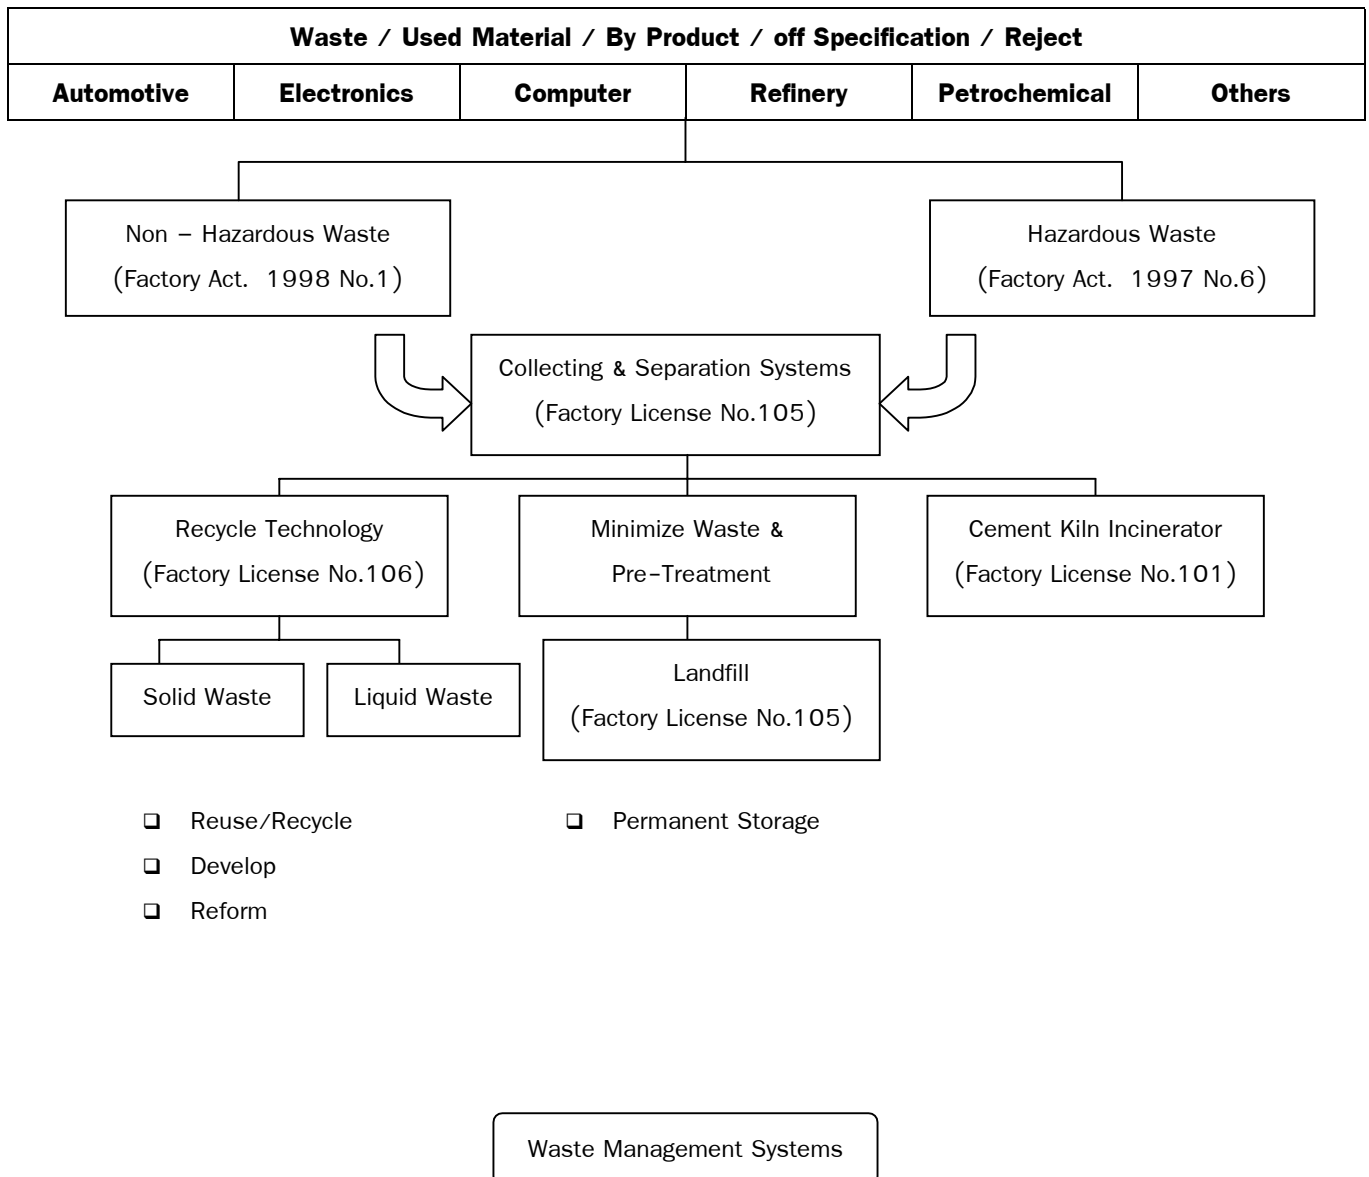 Waste / Used Material / By Product / off Specification / Reject
Automotive Electronics Computer Refinery Petrochemical Others
Non – Hazardous Waste
(Factory Act. 1998 No.1)
Hazardous Waste
(Factory Act. 1997 No.6)
Collecting & Separation Systems
(Factory License No.105)
Recycle Technology
(Factory License No.106)
Minimize Waste &
Pre-Treatment
Cement Kiln Incinerator
(Factory License No.101)
Solid Waste
Liquid Waste
Landfill
(Factory License No.105)
❑ Reuse/Recycle
❑ Develop
❑ Reform
❑ Permanent Storage
Waste Management Systems